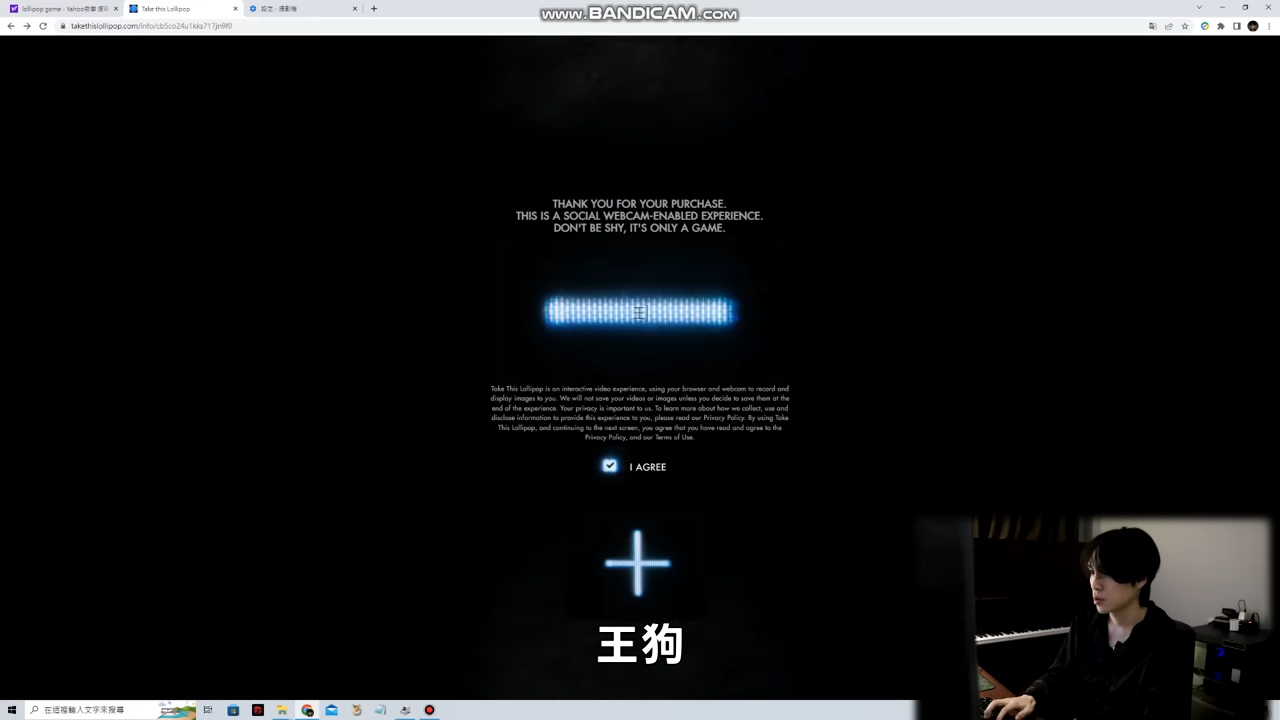 www.BANDICAM.com
lollipop game - Yahoo奇摩 搜尋
Take this Lollipop
設定 - 攝影機
takethislollipop.com/info/cb5co24u1kks717jn9f0
THANK YOU FOR YOUR PURCHASE.
THIS IS A SOCIAL WEBCAM-ENABLED EXPERIENCE.
DON'T BE SHY, IT'S ONLY A GAME.
王
Take This Lollipop is an interactive video experience, using your browser and webcam to record and
display images to you. We will not save your videos or images unless you decide to save them at the
end of the experience. Your privacy is important to us. To learn more about how we collect, use and
disclose information to provide this experience to you, please read our Privacy Policy. By using Take
This Lollipop, and continuing to the next screen, you agree that you have read and agree to the
Privacy Policy, and our Terms of Use.
I AGREE
王狗
在這裡輸入文字來搜尋